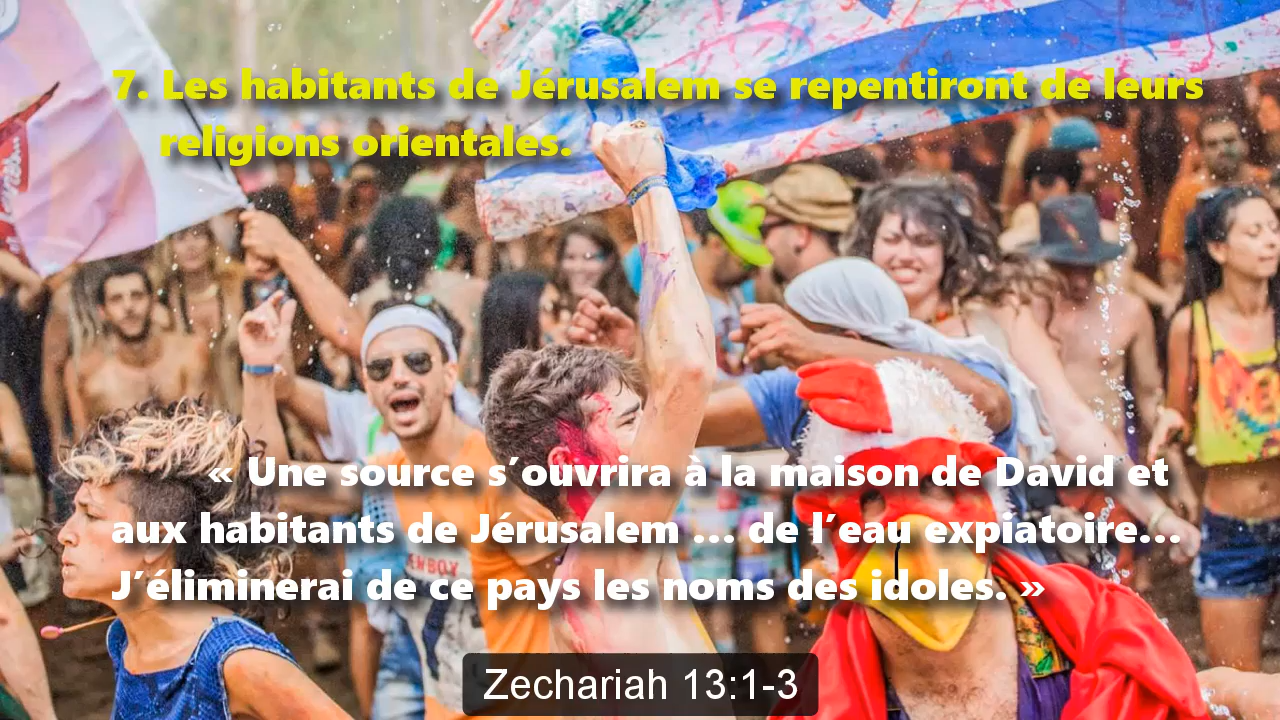 7. Les habitants de Jérusalem se repentiront de leurs
religions orientales.
« Une source s’ouvrira à la maison de David et
aux habitants de Jérusalem ... de l’eau expiatoire...
J’éliminerai de ce pays les noms des idoles. »
Zechariah 13:1-3